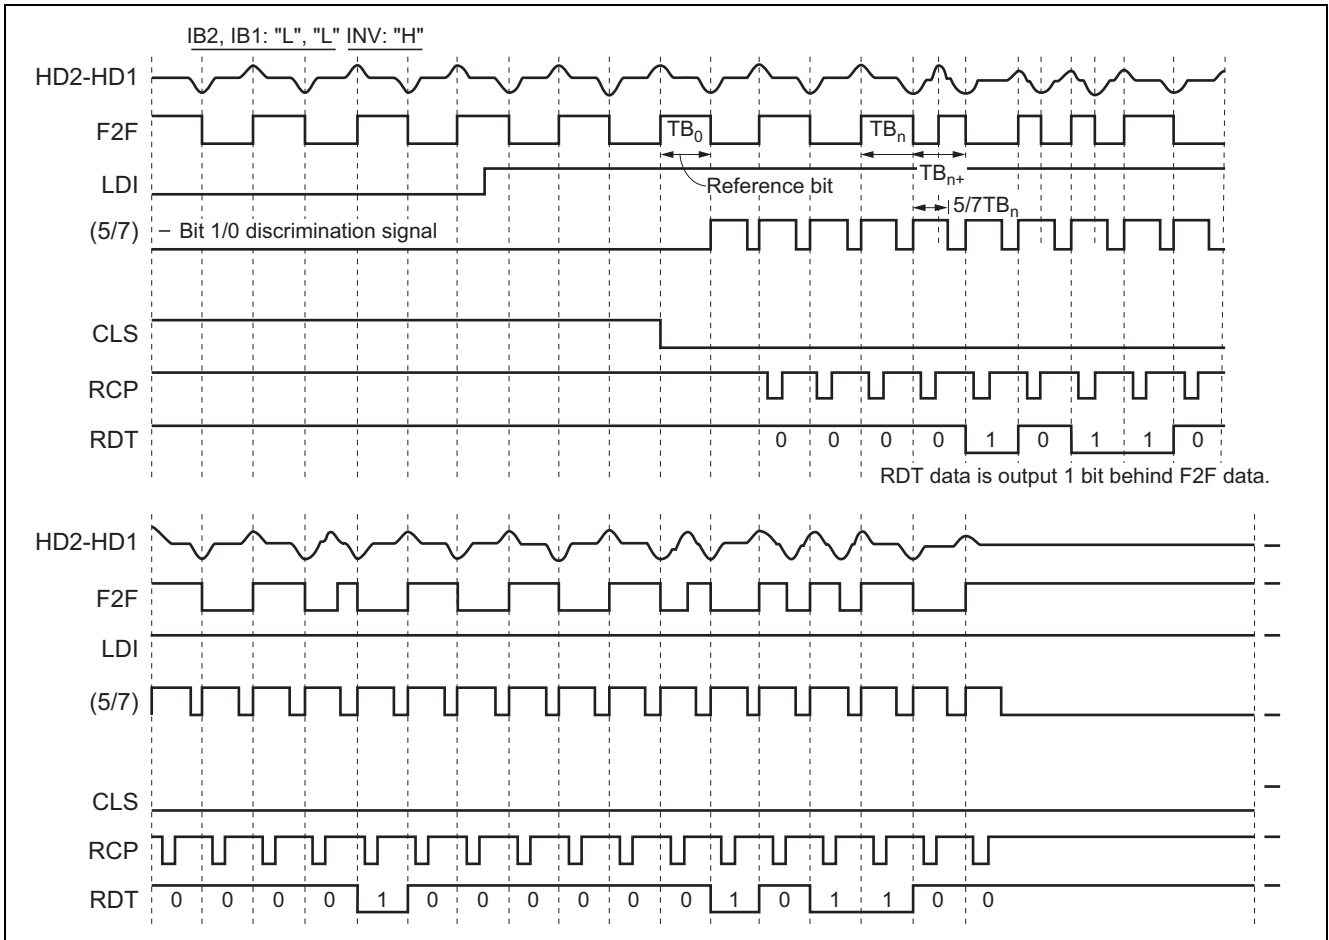 IB2, IB1: "L", "L" INV: "H"
HD2-HD1
F2F TB0 TBn
LDI Reference bit TBn+
5/7TBn
(5/7) – Bit 1/0 discrimination signal
CLS
RCP
RDT 0 0 0 0 1 0 1 1 0
RDT data is output 1 bit behind F2F data.
HD2-HD1
F2F
LDI
(5/7)
CLS
RCP
RDT 0 0 0 0 1 0 0 0 0 0 0 1 0 1 1 0 0